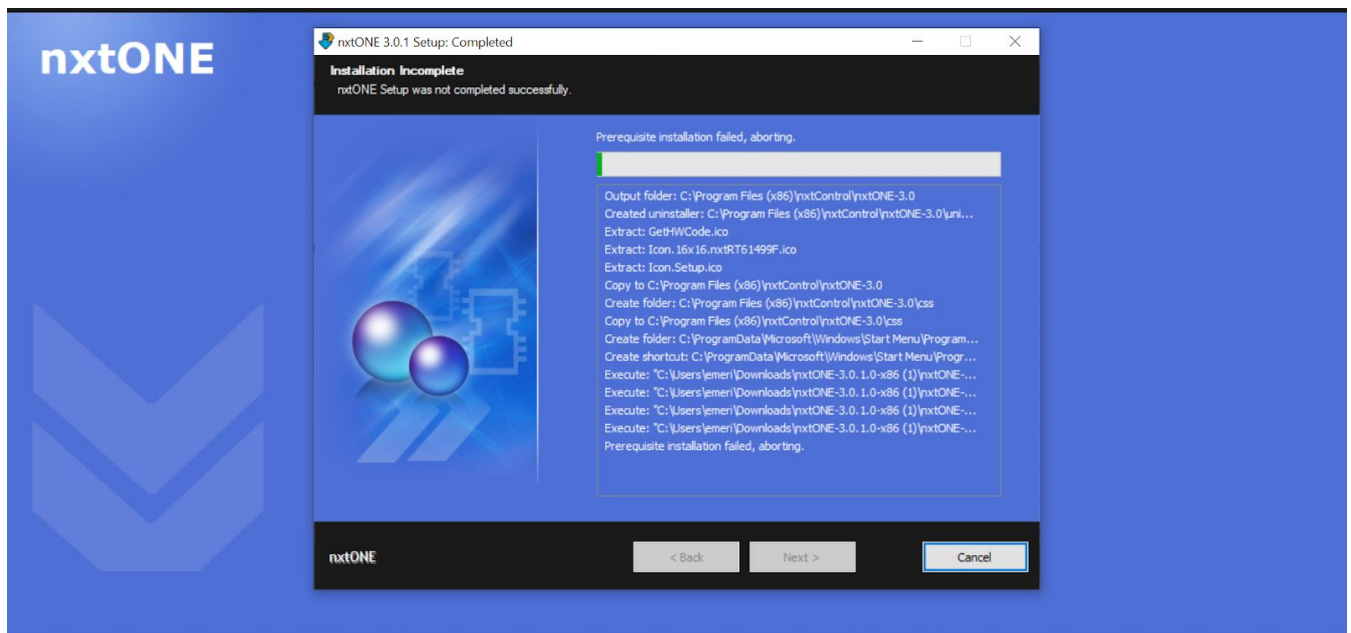 nxtONE
nxtONE 3.0.1 Setup: Completed
Installation Incomplete
nxtONE Setup was not completed successfully.
Prerequisite installation failed, aborting.
Output folder: C:\Program Files (x86)\nxtControl\nxtONE-3.0
Created uninstaller: C:\Program Files (x86)\nxtControl\nxtONE-3.0\uni...
Extract: GetHWCode.ico
Extract: Icon.16x16.nxtRT61499F.ico
Extract: Icon.Setup.ico
Copy to C:\Program Files (x86)\nxtControl\nxtONE-3.0
Create folder: C:\Program Files (x86)\nxtControl\nxtONE-3.0\css
Copy to C:\Program Files (x86)\nxtControl\nxtONE-3.0\css
Create folder: C:\ProgramData\Microsoft\Windows\Start Menu\Program...
Create shortcut: C:\ProgramData\Microsoft\Windows\Start Menu\Progr...
Execute: "C:\Users\emeri\Downloads\nxtONE-3.0.1.0-x86 (1)\nxtONE-...
Execute: "C:\Users\emeri\Downloads\nxtONE-3.0.1.0-x86 (1)\nxtONE-...
Execute: "C:\Users\emeri\Downloads\nxtONE-3.0.1.0-x86 (1)\nxtONE-...
Execute: "C:\Users\emeri\Downloads\nxtONE-3.0.1.0-x86 (1)\nxtONE-...
Prerequisite installation failed, aborting.
nxtONE
< Back
Next >
Cancel